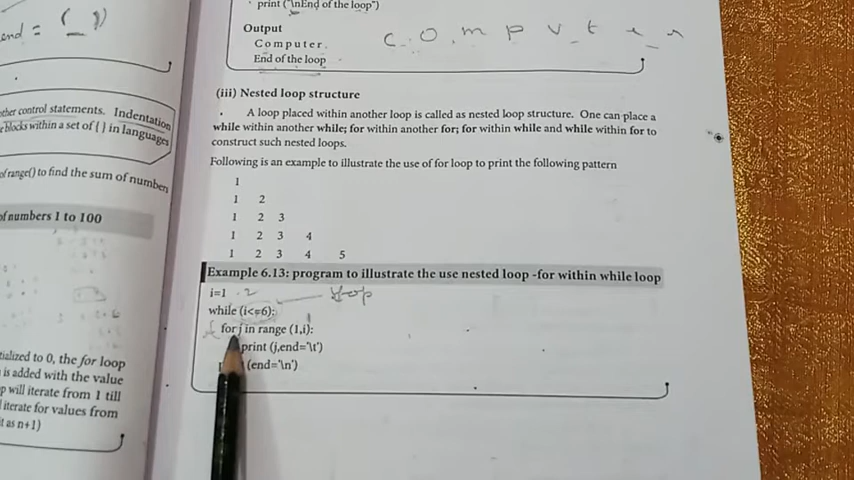 print ("\nEnd of the loop")
end = ( _ ))
Output
Computer
End of the loop
c o m p u t e r
other control statements. Indentation
blocks within a set of { } in languages
of range() to find the sum of numbers
of numbers 1 to 100
tialized to 0, the for loop
is added with the value
p will iterate from 1 till
iterate for values from
it as n+1)
(iii) Nested loop structure
A loop placed within another loop is called as nested loop structure. One can place a
while within another while; for within another for; for within while and while within for to
construct such nested loops.
Following is an example to illustrate the use of for loop to print the following pattern
1
1 2
1 2 3
1 2 3 4
1 2 3 4 5
Example 6.13: program to illustrate the use nested loop -for within while loop
i=1 2
while (i<=6):
for j in range (1,i):
print (j,end='\t')
(end='\n')